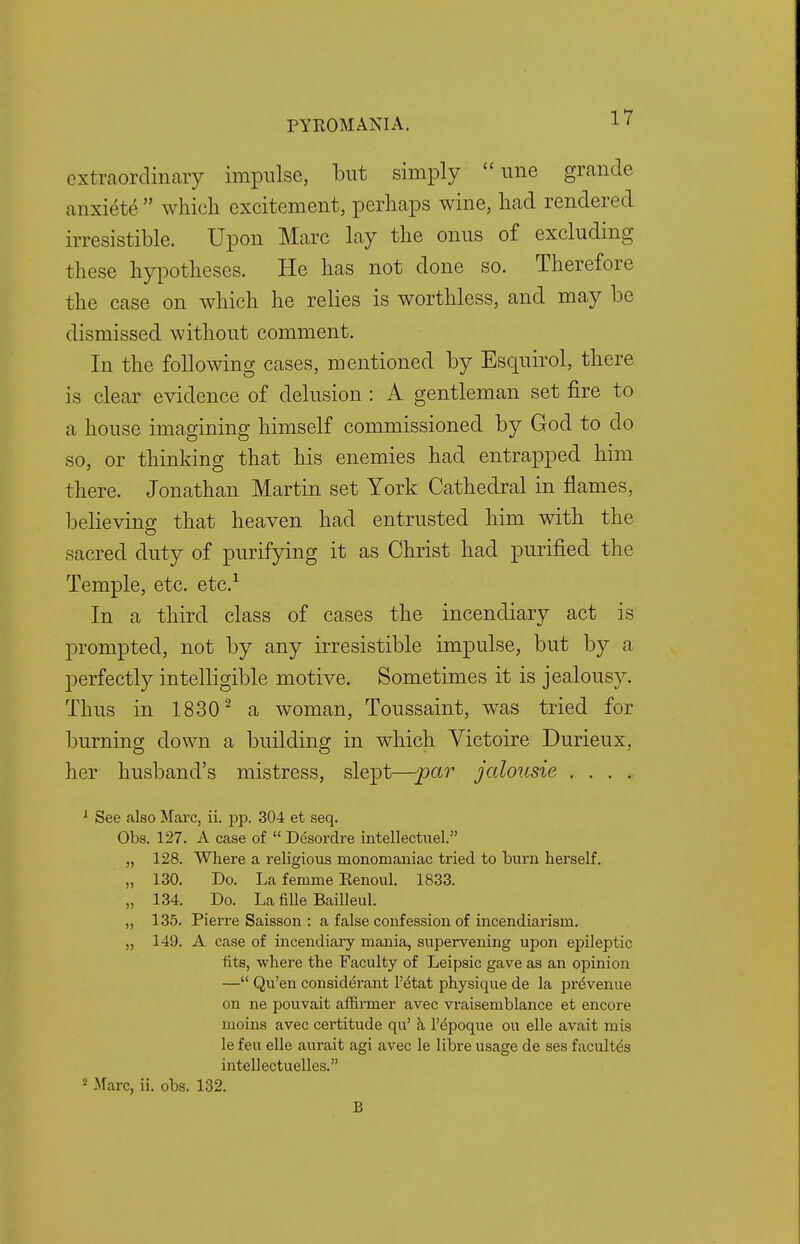 PYROMANIA.
17
extraordinary impulse, but simply “ une grande
anxiété ” which excitement, perhaps wine, had rendered
irresistible. Upon Marc lay the onus of excluding
these hypotheses. He has not done so. Therefore
the case on which he relies is worthless, and may be
dismissed without comment.
In the following cases, mentioned by Esquirol, there
is clear evidence of delusion : A gentleman set fire to
a house imagining himself commissioned by God to do
so, or thinking that his enemies had entrapped him
there. Jonathan Martin set York Cathedral in flames,
believing that heaven had entrusted him with the
sacred duty of purifying it as Christ had purified the
Temple, etc. etc.¹
In a third class of cases the incendiary act is
prompted, not by any irresistible impulse, but by a
perfectly intelligible motive. Sometimes it is jealousy.
Thus in 1830² a woman, Toussaint, was tried for
burning down a building in which Victoire Durieux,
her husband’s mistress, slept—par jalousie . . . .
¹ See also Marc, ii. pp. 304 et seq.
Obs. 127. A case of “ Désordre intellectuel.”
„ 128. Where a religious monomaniac tried to burn herself.
„ 130. Do. La femme Renoul. 1833.
„ 134. Do. La fille Bailleul.
„ 135. Pierre Saisson : a false confession of incendiarism.
„ 149. A case of incendiary mania, supervening upon epileptic
fits, where the Faculty of Leipsic gave as an opinion
—“ Qu’en considérant l’état physique de la prévenue
on ne pouvait affirmer avec vraisemblance et encore
moins avec certitude qu’ à l’époque ou elle avait mis
le feu elle aurait agi avec le libre usage de ses facultés
intellectuelles.”
² Marc, ii. obs. 132.
B